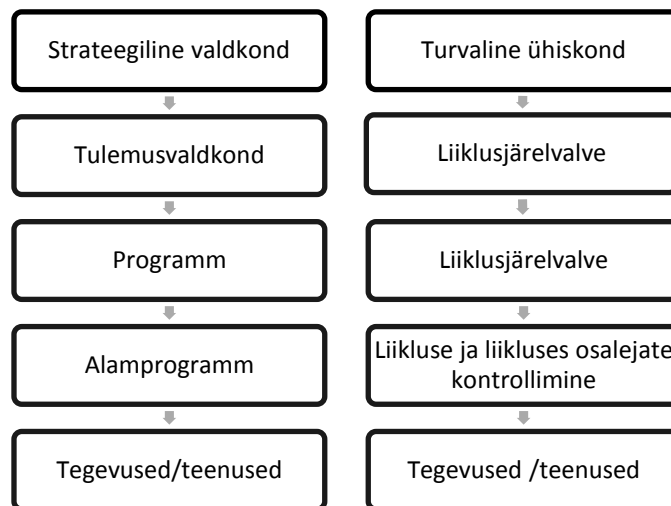 Strateegiline valdkond
Tulemusvaldkond
Programm
Alamprogramm
Tegevused/teenused
Turvaline ühiskond
Liiklusjärelvalve
Liiklusjärelvalve
Liikluse ja liikluses osalejate
kontrollimine
Tegevused /teenused